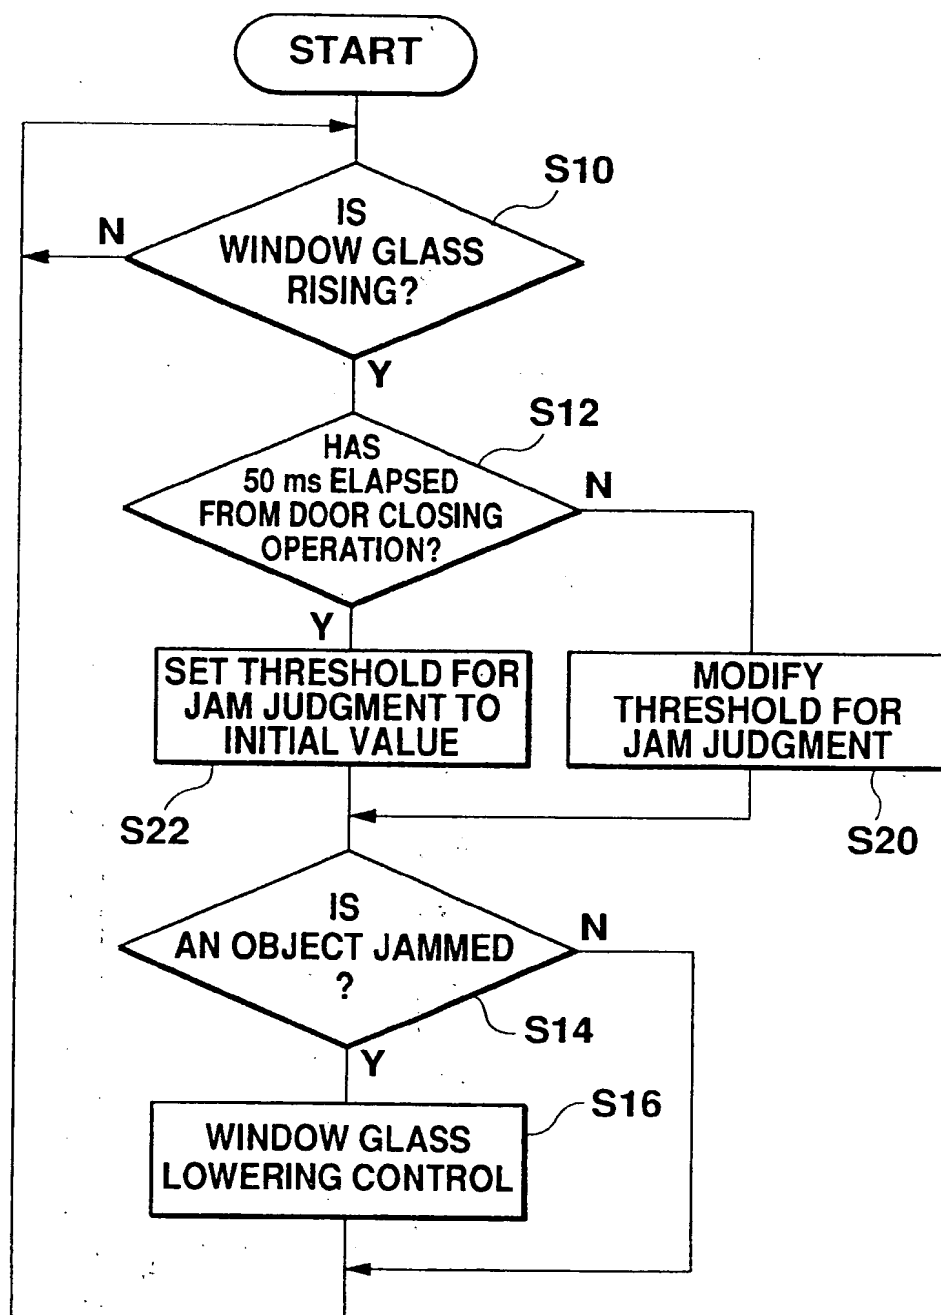 START
S10
IS
WINDOW GLASS
RISING?
N
Y
S12
HAS
50 ms ELAPSED
FROM DOOR CLOSING
OPERATION?
N
Y
SET THRESHOLD FOR
JAM JUDGMENT TO
INITIAL VALUE
S22
MODIFY
THRESHOLD FOR
JAM JUDGMENT
S20
IS
AN OBJECT JAMMED
?
N
S14
Y
S16
WINDOW GLASS
LOWERING CONTROL